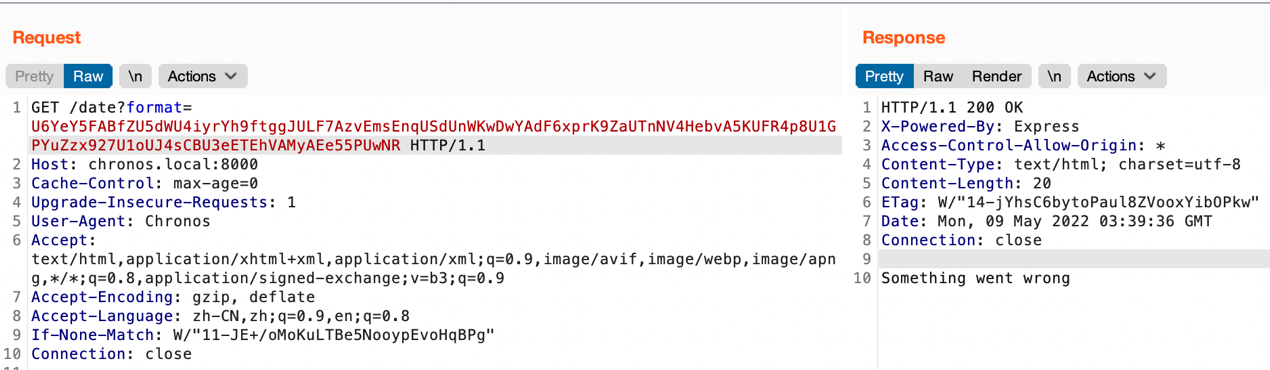 Request
Pretty Raw \n Actions
1 GET /date?format=
U6YeY5FABfZU5dWU4iyrYh9ftggJULF7AzvEmsEnqUSdUnWKwDwYAdF6xprK9ZaUTnNV4HebvA5KUFR4p8U1G
PYuZzx927U1oUJ4sCBU3eETEhVAMyAEe55PUwNR HTTP/1.1
2 Host: chronos.local:8000
3 Cache-Control: max-age=0
4 Upgrade-Insecure-Requests: 1
5 User-Agent: Chronos
6 Accept:
text/html,application/xhtml+xml,application/xml;q=0.9,image/avif,image/webp,image/apn
g,*/*;q=0.8,application/signed-exchange;v=b3;q=0.9
7 Accept-Encoding: gzip, deflate
8 Accept-Language: zh-CN,zh;q=0.9,en;q=0.8
9 If-None-Match: W/"11-JE+/oMoKuLTBe5NooypEvoHqBPg"
10 Connection: close
Response
Pretty Raw Render \n Actions
1 HTTP/1.1 200 OK
2 X-Powered-By: Express
3 Access-Control-Allow-Origin: *
4 Content-Type: text/html; charset=utf-8
5 Content-Length: 20
6 ETag: W/"14-jYhsC6bytoPaul8ZVooxYibOPkw"
7 Date: Mon, 09 May 2022 03:39:36 GMT
8 Connection: close
9
10 Something went wrong